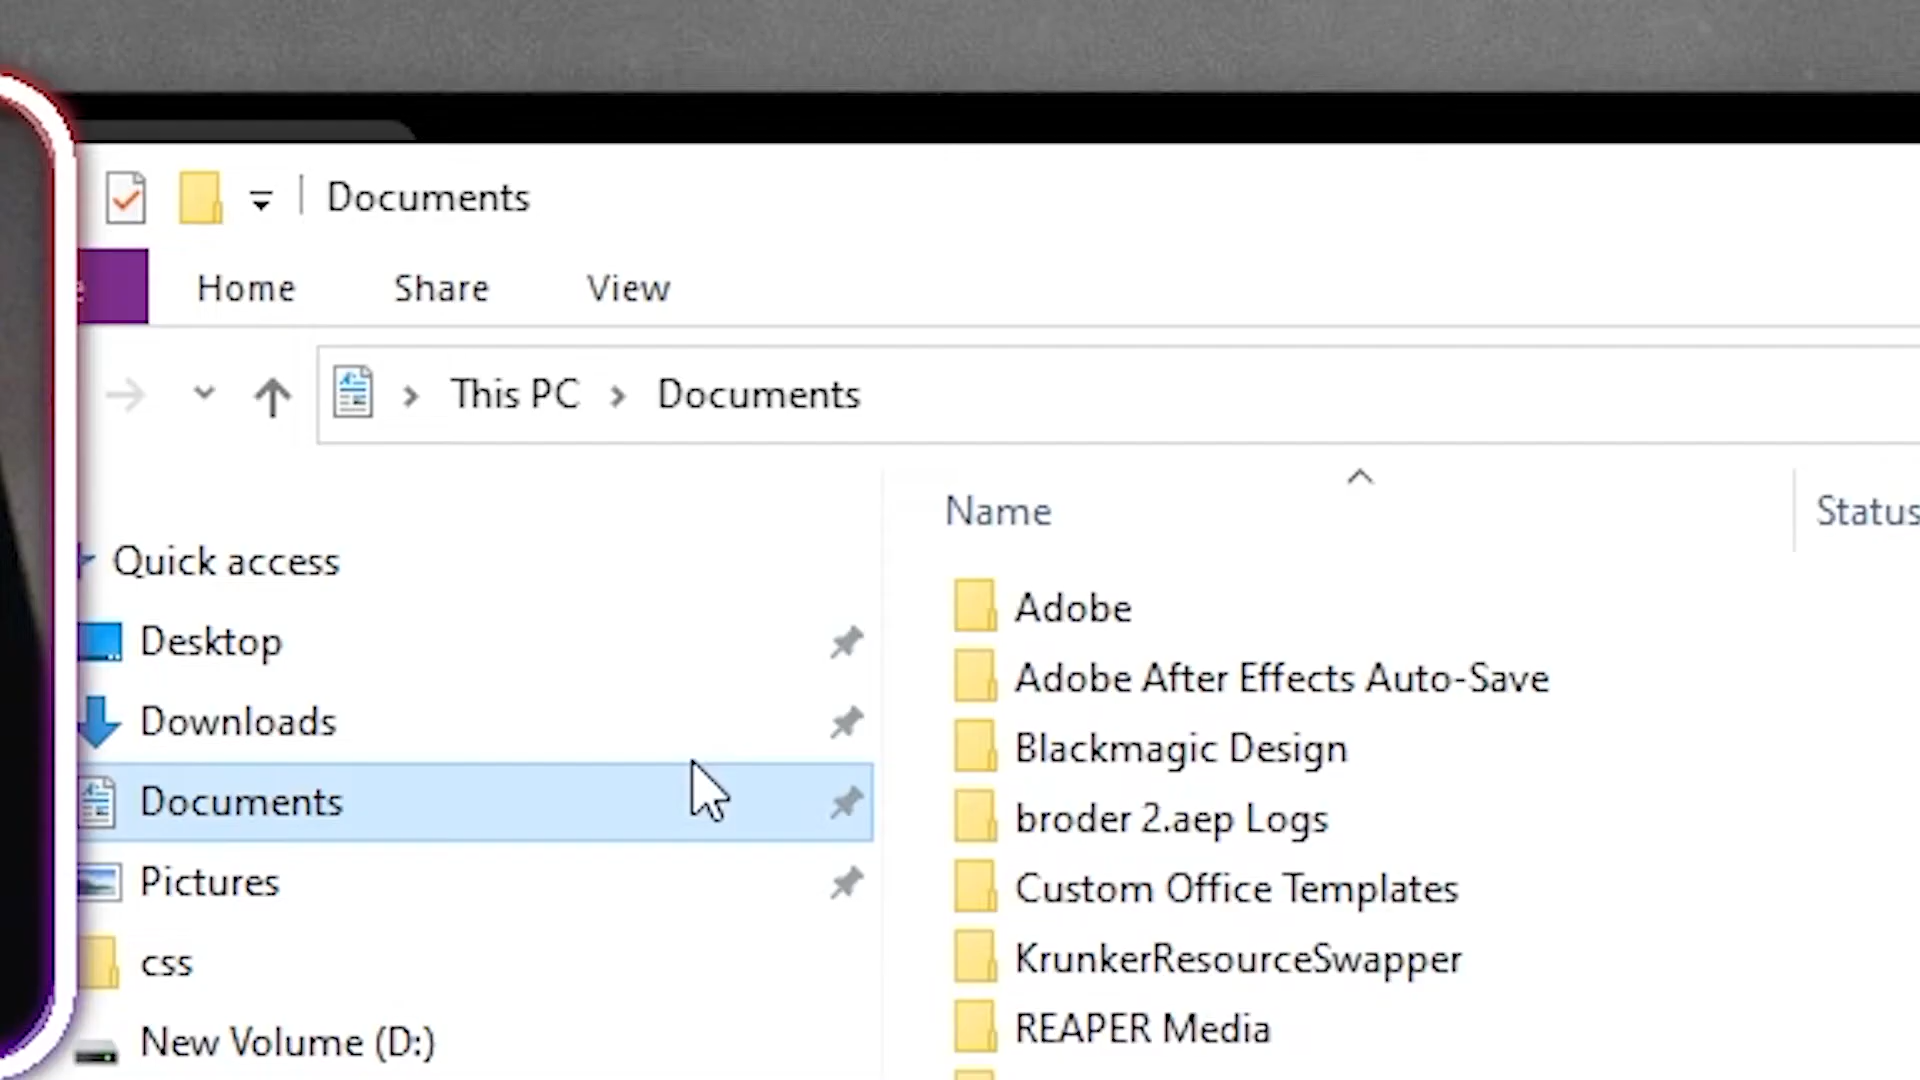 Documents
Home Share View
This PC > Documents
Name Status
Quick access
Desktop
Downloads
Documents
Pictures
css
New Volume (D:)
Adobe
Adobe After Effects Auto-Save
Blackmagic Design
broder 2.aep Logs
Custom Office Templates
KrunkerResourceSwapper
REAPER Media